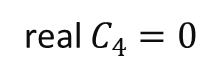 real C₄ = 0